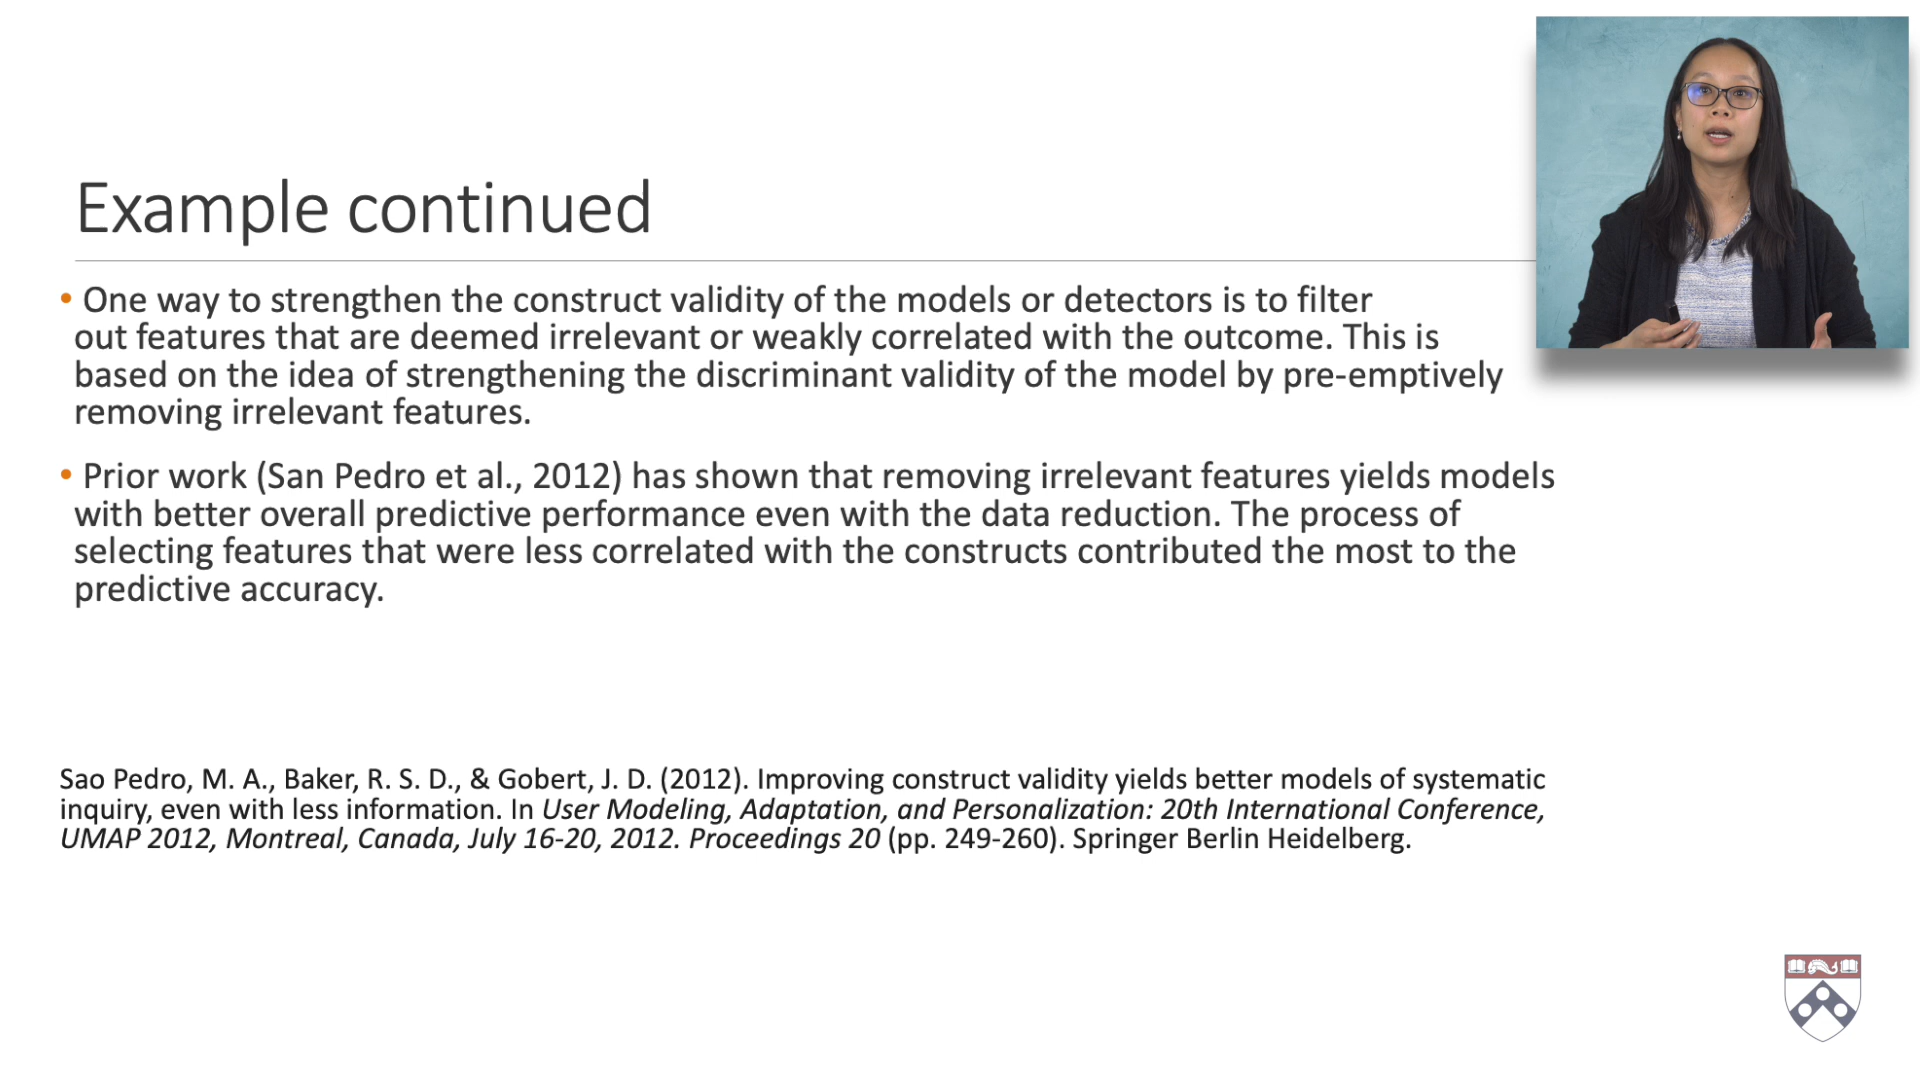 Example continued
• One way to strengthen the construct validity of the models or detectors is to filter
out features that are deemed irrelevant or weakly correlated with the outcome. This is
based on the idea of strengthening the discriminant validity of the model by pre-emptively
removing irrelevant features.
• Prior work (San Pedro et al., 2012) has shown that removing irrelevant features yields models
with better overall predictive performance even with the data reduction. The process of
selecting features that were less correlated with the constructs contributed the most to the
predictive accuracy.
Sao Pedro, M. A., Baker, R. S. D., & Gobert, J. D. (2012). Improving construct validity yields better models of systematic
inquiry, even with less information. In User Modeling, Adaptation, and Personalization: 20th International Conference,
UMAP 2012, Montreal, Canada, July 16-20, 2012. Proceedings 20 (pp. 249-260). Springer Berlin Heidelberg.